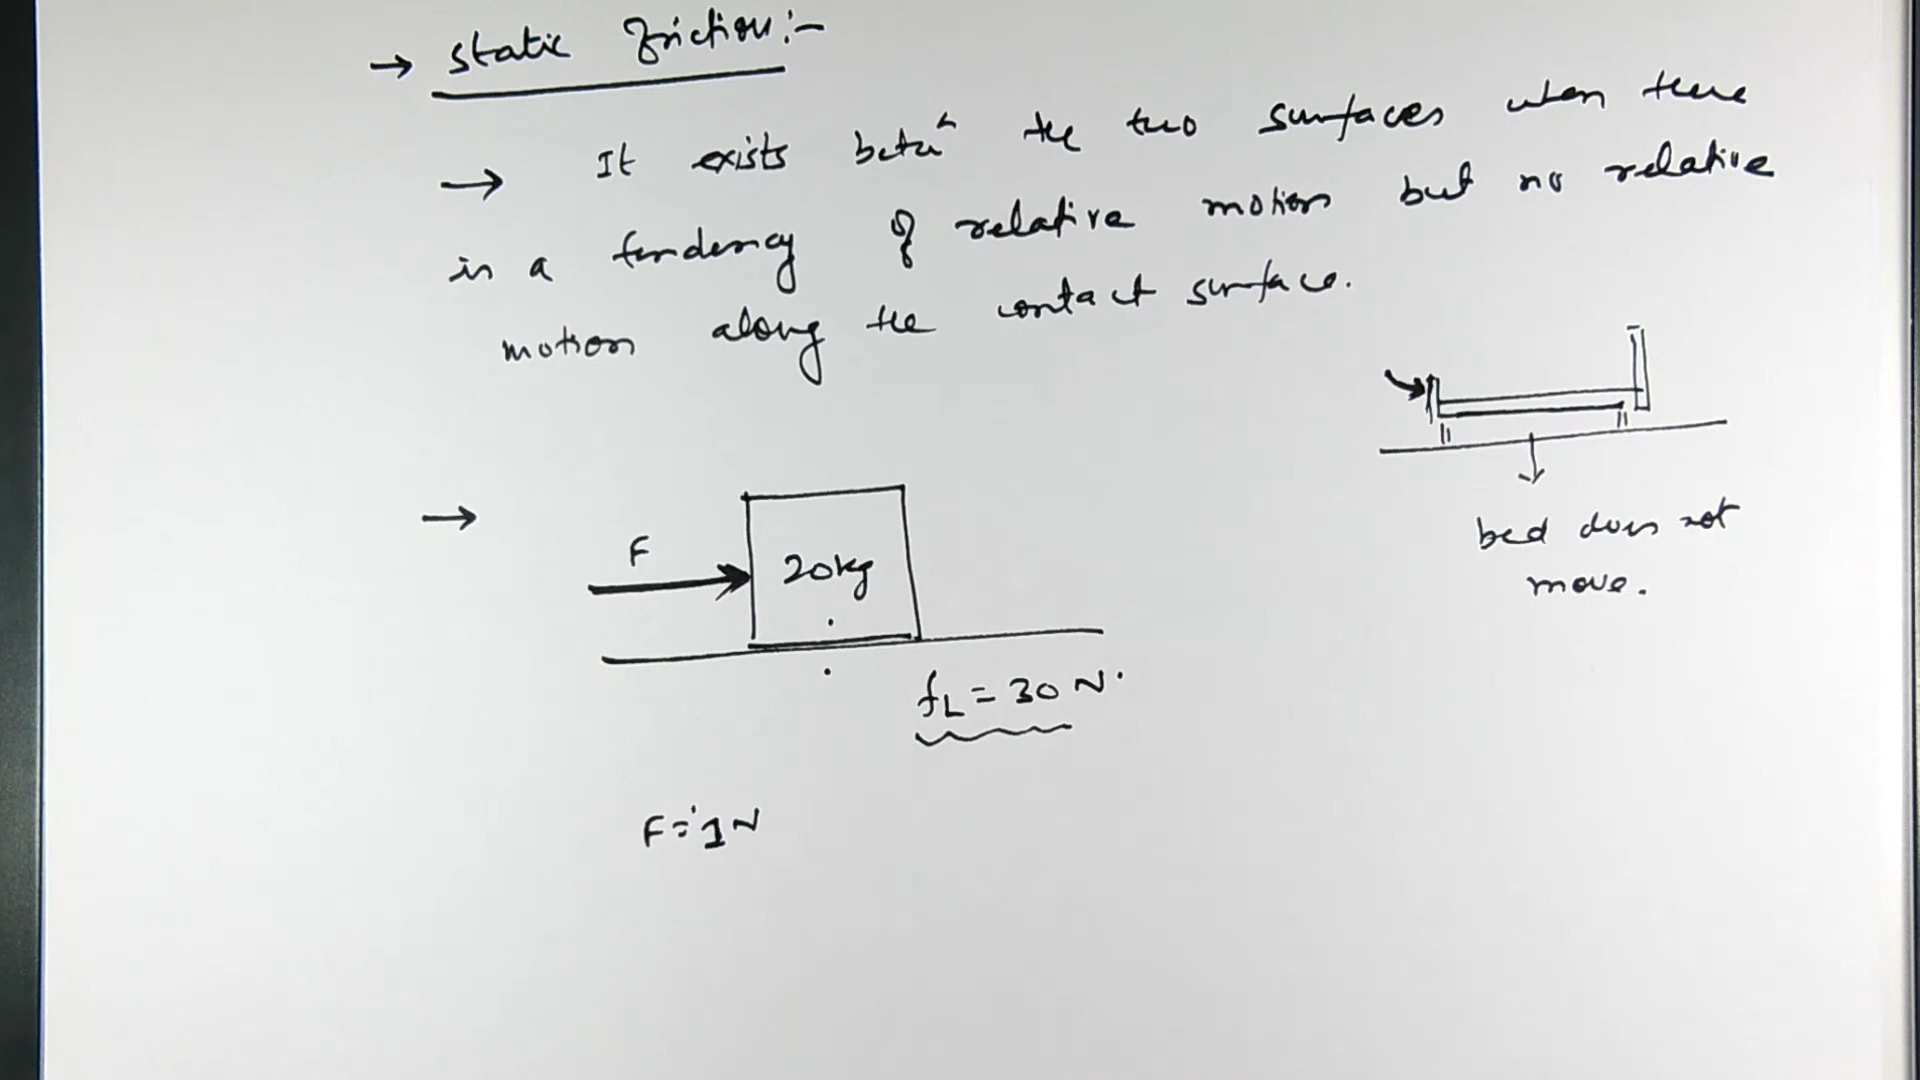 → static friction:-
→ It exists betwⁿ the two surfaces when there
is a tendency of relative motion but no relative
motion along the contact surface.
bed does not
move.
→
F
20kg
fL = 30 N.
F = 1N